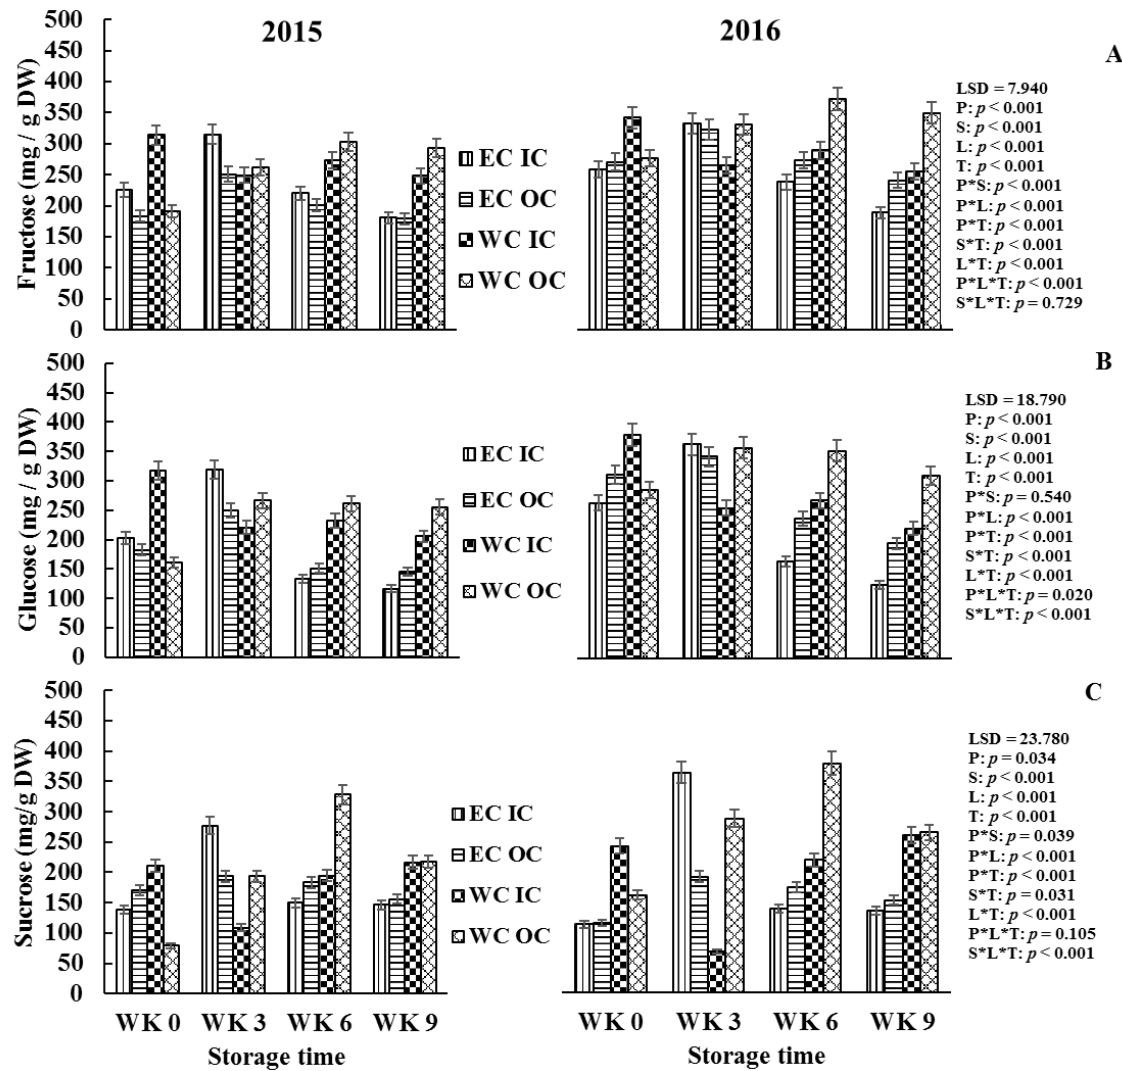 2015
2016
A
500
450
400
350
300
250
200
150
100
50
0
Fructose (mg / g DW)
EC IC
EC OC
WC IC
WC OC
LSD = 7.940
P: p < 0.001
S: p < 0.001
L: p < 0.001
T: p < 0.001
P*S: p < 0.001
P*L: p < 0.001
P*T: p < 0.001
S*T: p < 0.001
L*T: p < 0.001
P*L*T: p < 0.001
S*L*T: p = 0.729
B
500
450
400
350
300
250
200
150
100
50
0
Glucose (mg / g DW)
EC IC
EC OC
WC IC
WC OC
LSD = 18.790
P: p < 0.001
S: p < 0.001
L: p < 0.001
T: p < 0.001
P*S: p = 0.540
P*L: p < 0.001
P*T: p < 0.001
S*T: p < 0.001
L*T: p < 0.001
P*L*T: p = 0.020
S*L*T: p < 0.001
C
500
450
400
350
300
250
200
150
100
50
0
Sucrose (mg/g DW)
EC IC
EC OC
WC IC
WC OC
LSD = 23.780
P: p = 0.034
S: p < 0.001
L: p < 0.001
T: p < 0.001
P*S: p = 0.039
P*L: p < 0.001
P*T: p < 0.001
S*T: p = 0.031
L*T: p < 0.001
P*L*T: p = 0.105
S*L*T: p < 0.001
WK 0 WK 3 WK 6 WK 9
Storage time
WK 0 WK 3 WK 6 WK 9
Storage time